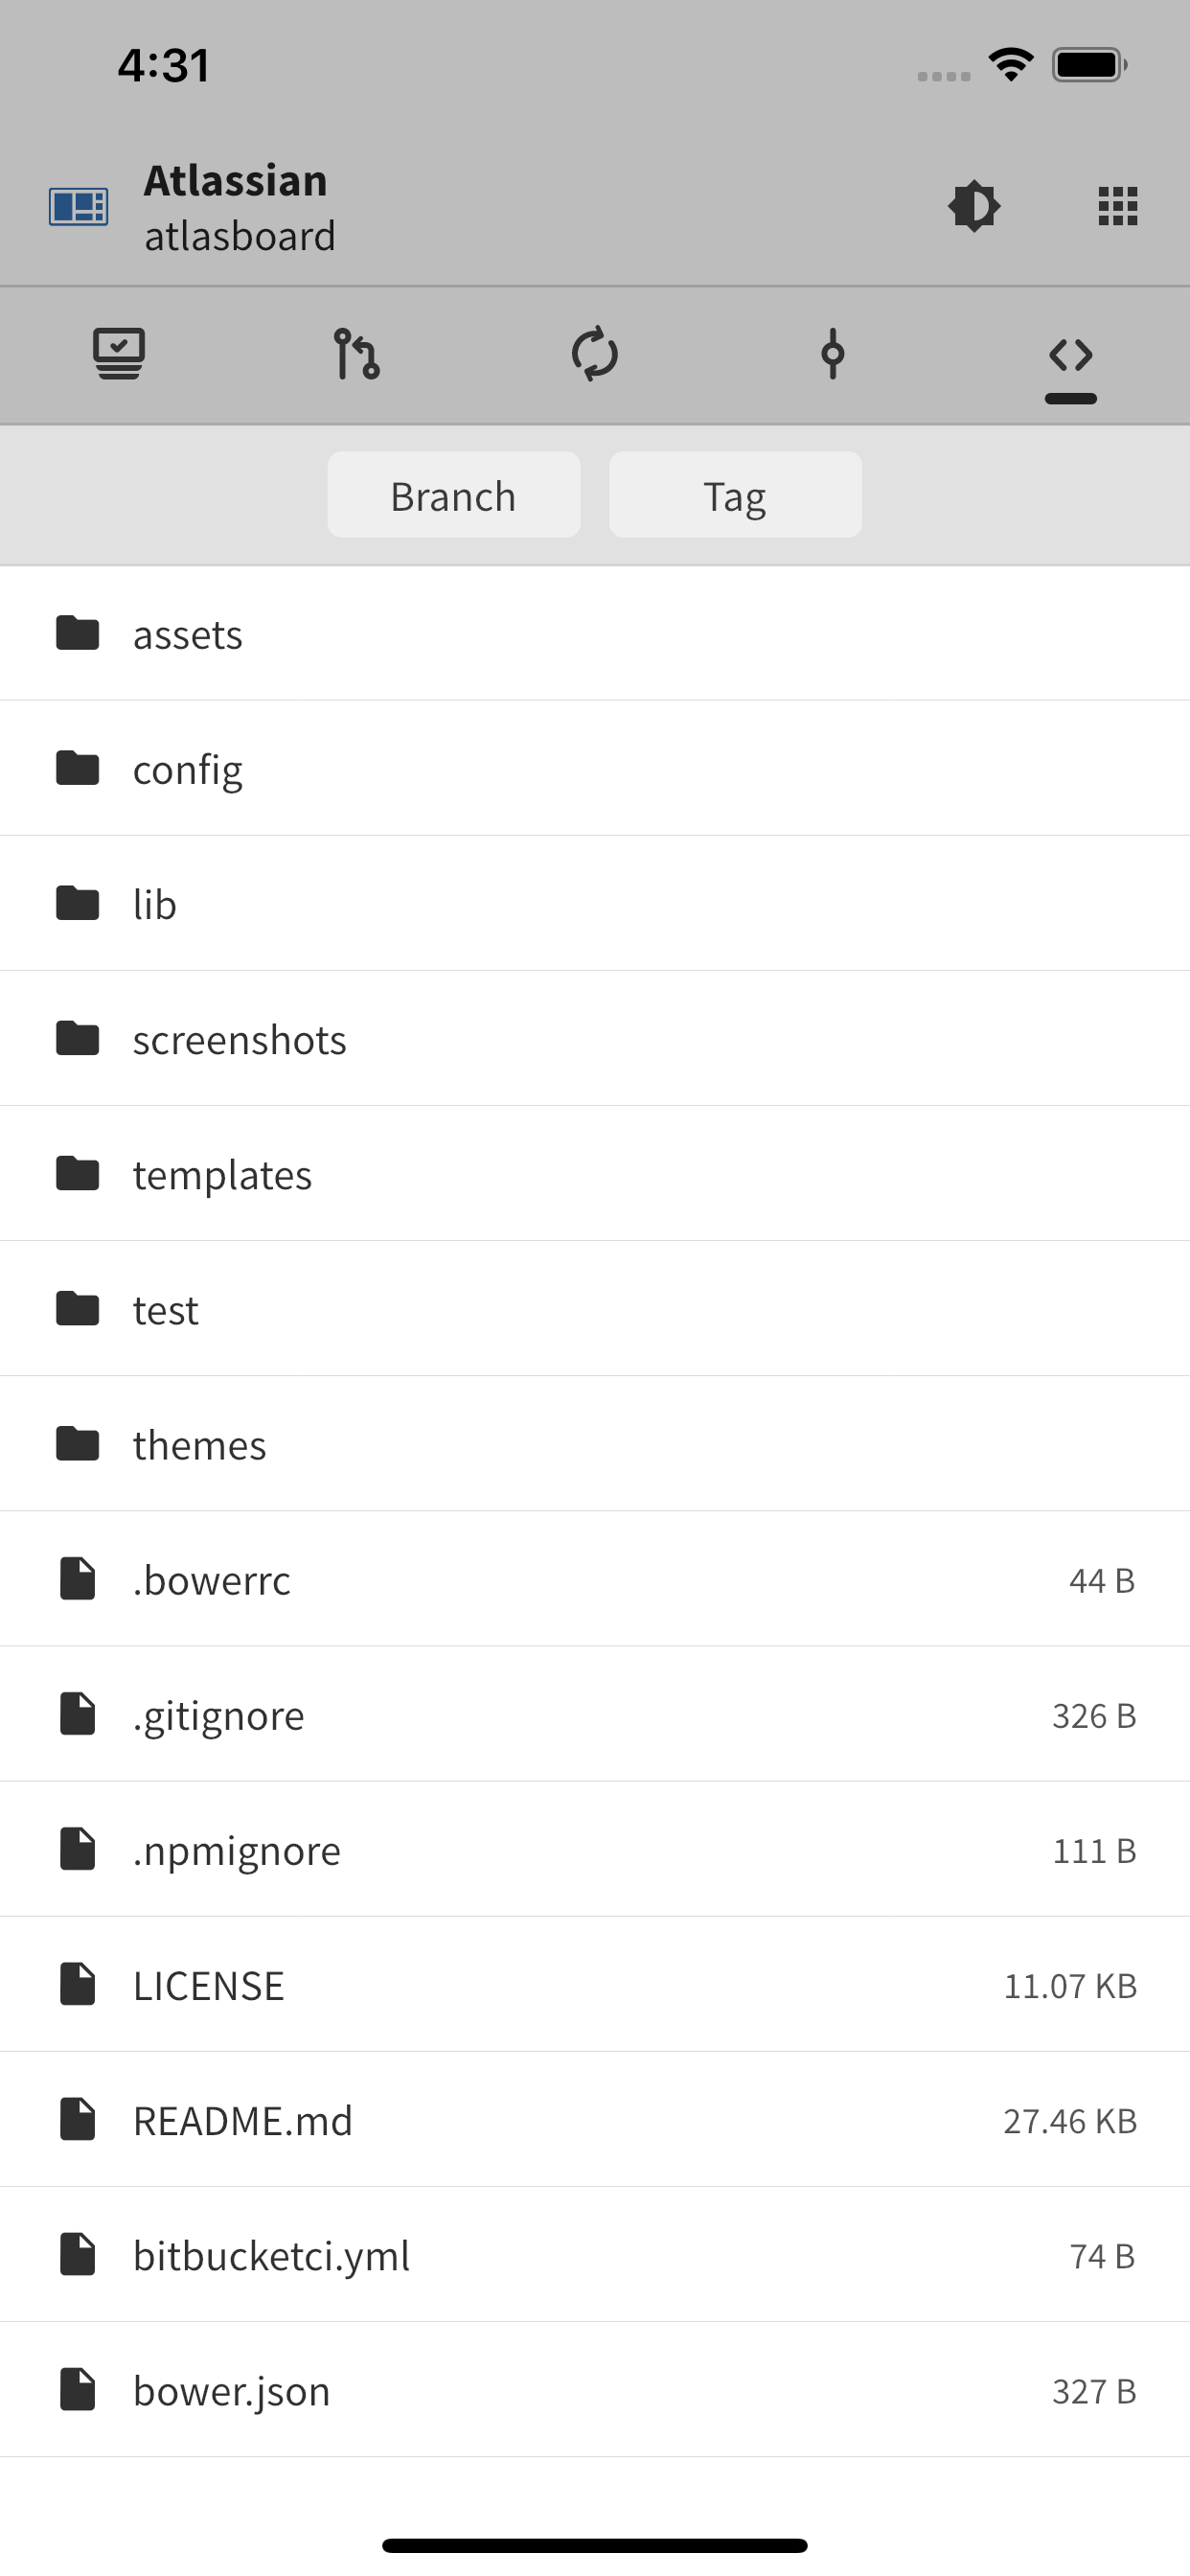 4:31
Atlassian
atlasboard
Branch Tag
assets
config
lib
screenshots
templates
test
themes
.bowerrc 44 B
.gitignore 326 B
.npmignore 111 B
LICENSE 11.07 KB
README.md 27.46 KB
bitbucketci.yml 74 B
bower.json 327 B